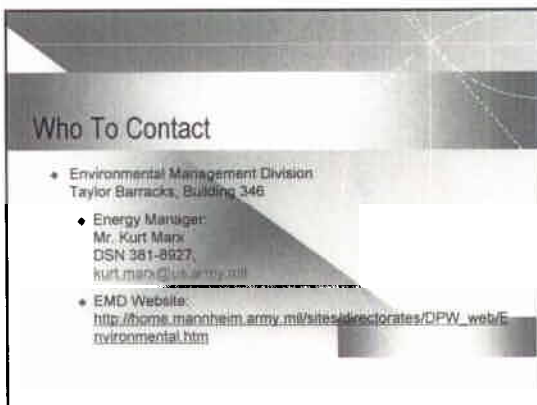 Who To Contact
Environmental Management Division
Taylor Barracks, Building 346
Energy Manager:
Mr. Kurt Marx
DSN 381-8927,
kurt.marx@us.army.mil
EMD Website:
http://home.mannheim.army.mil/sites/directorates/DPW_web/E
nvironmental.htm